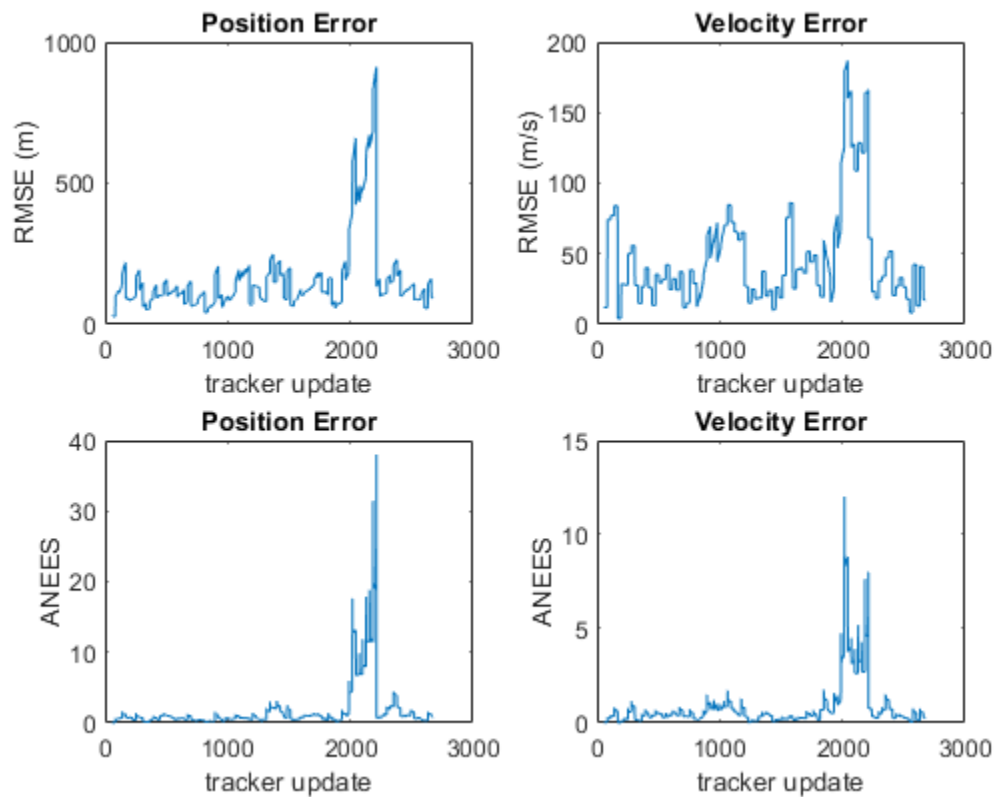 Position Error
1000
500
0
RMSE (m)
0 1000 2000 3000
tracker update
Velocity Error
200
150
100
50
0
RMSE (m/s)
0 1000 2000 3000
tracker update
Position Error
40
30
20
10
0
ANEES
0 1000 2000 3000
tracker update
Velocity Error
15
10
5
0
ANEES
0 1000 2000 3000
tracker update